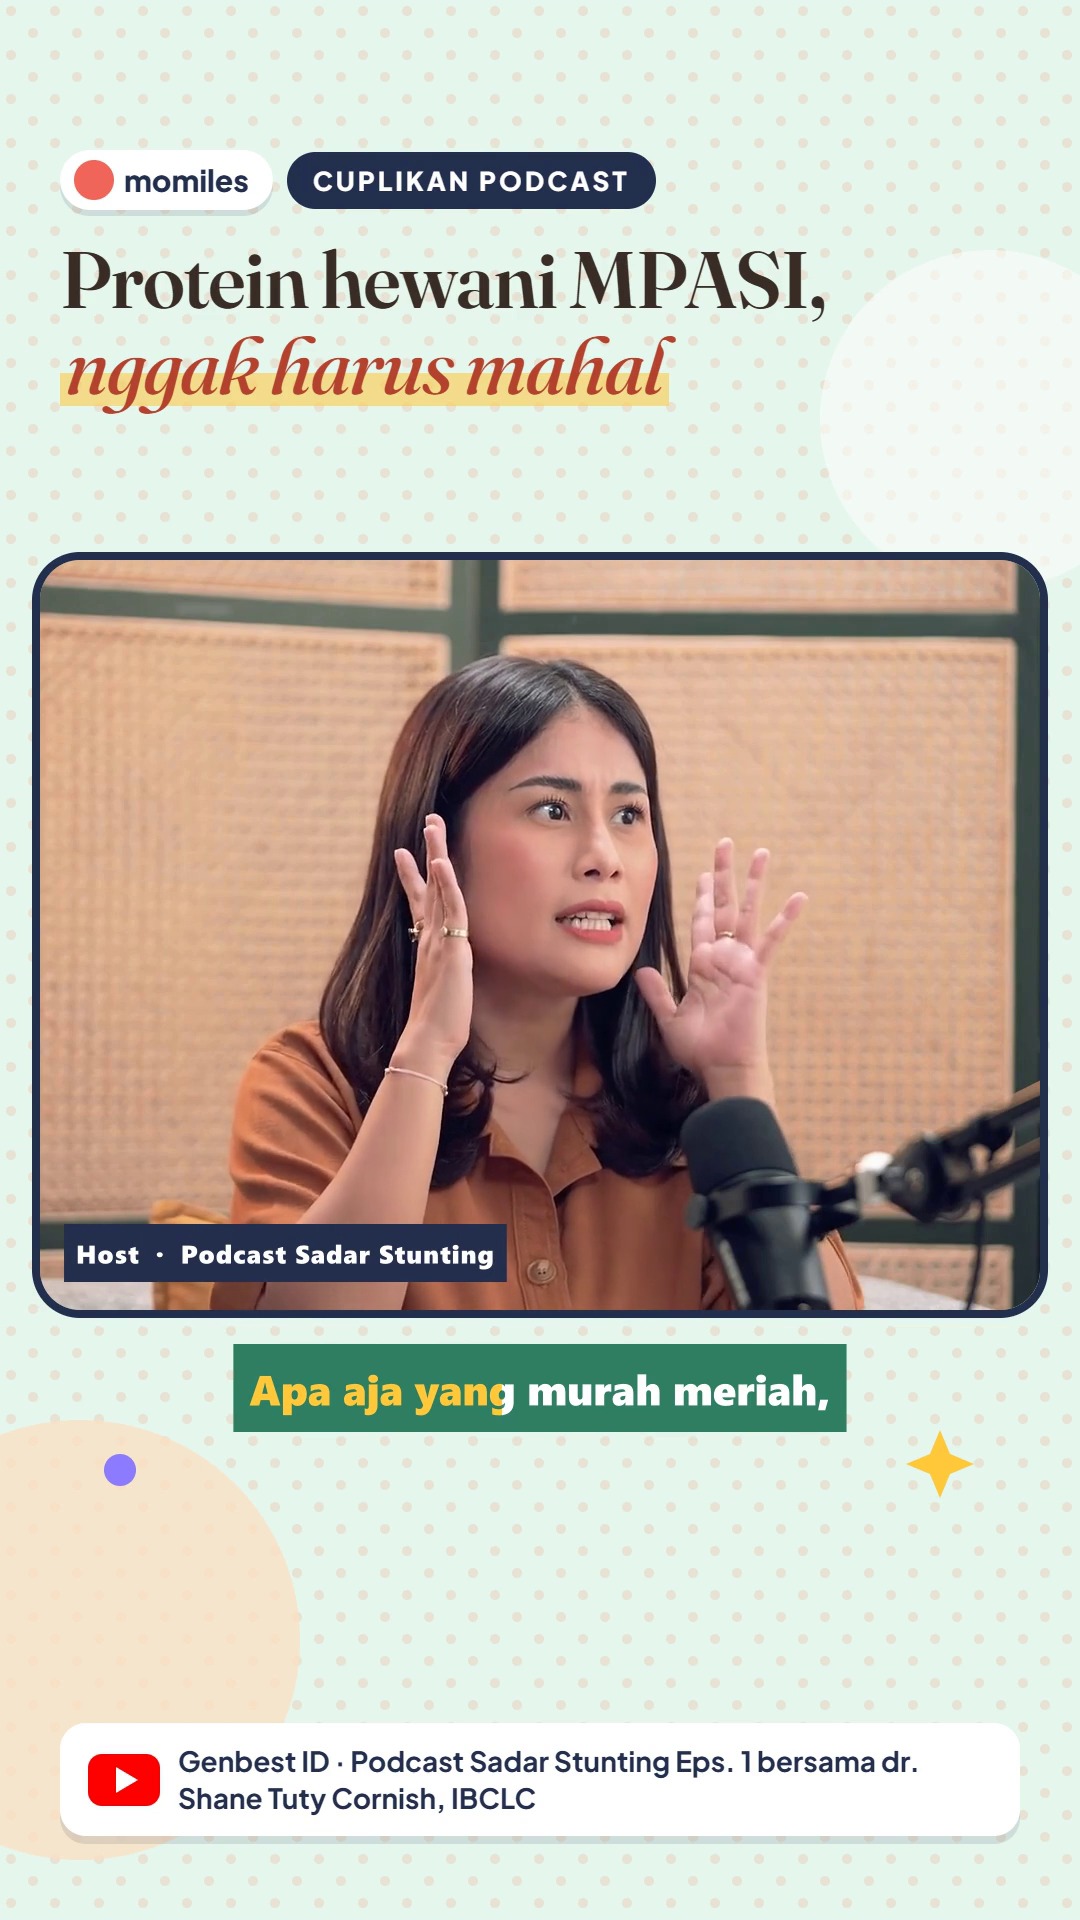 momiles
CUPLIKAN PODCAST
Protein hewani MPASI,
nggak harus mahal
Host · Podcast Sadar Stunting
Apa aja yang murah meriah,
Genbest ID · Podcast Sadar Stunting Eps. 1 bersama dr.
Shane Tuty Cornish, IBCLC